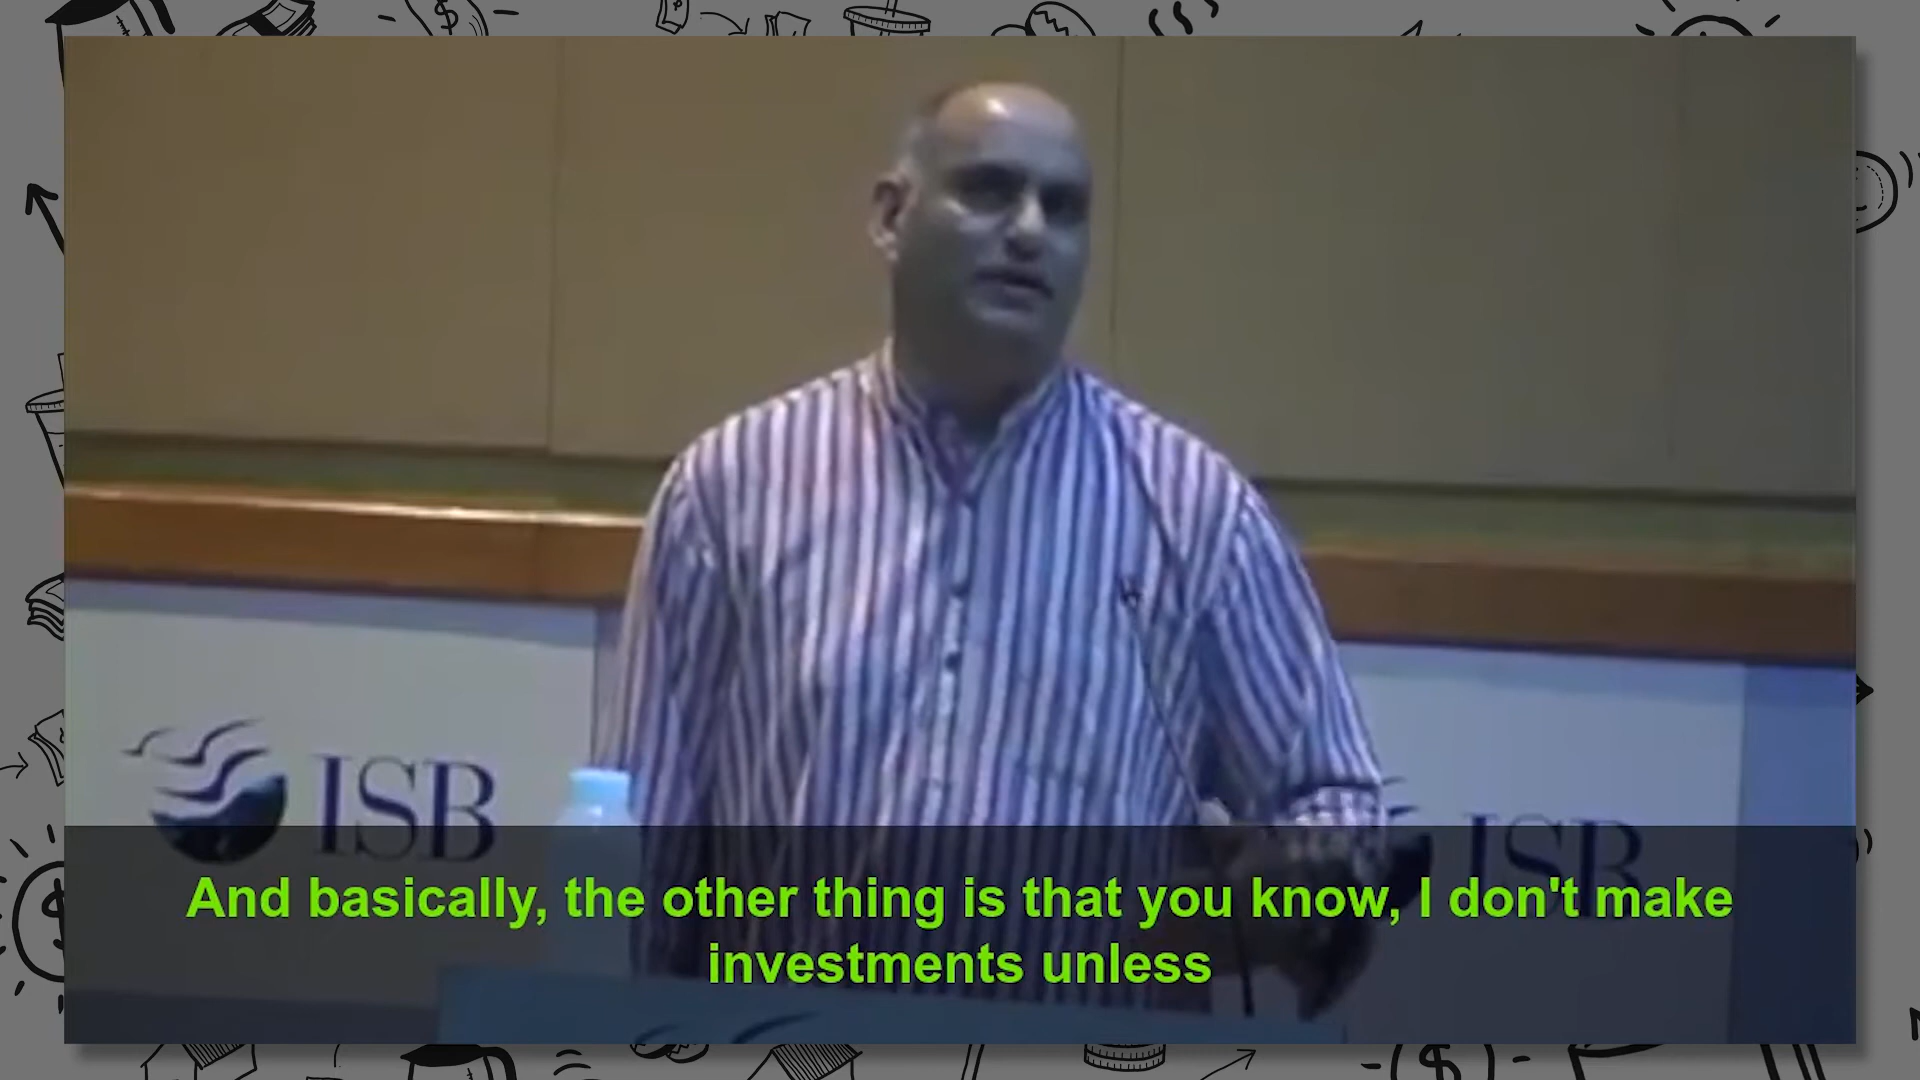 ISB
ISB
And basically, the other thing is that you know, I don't make
investments unless